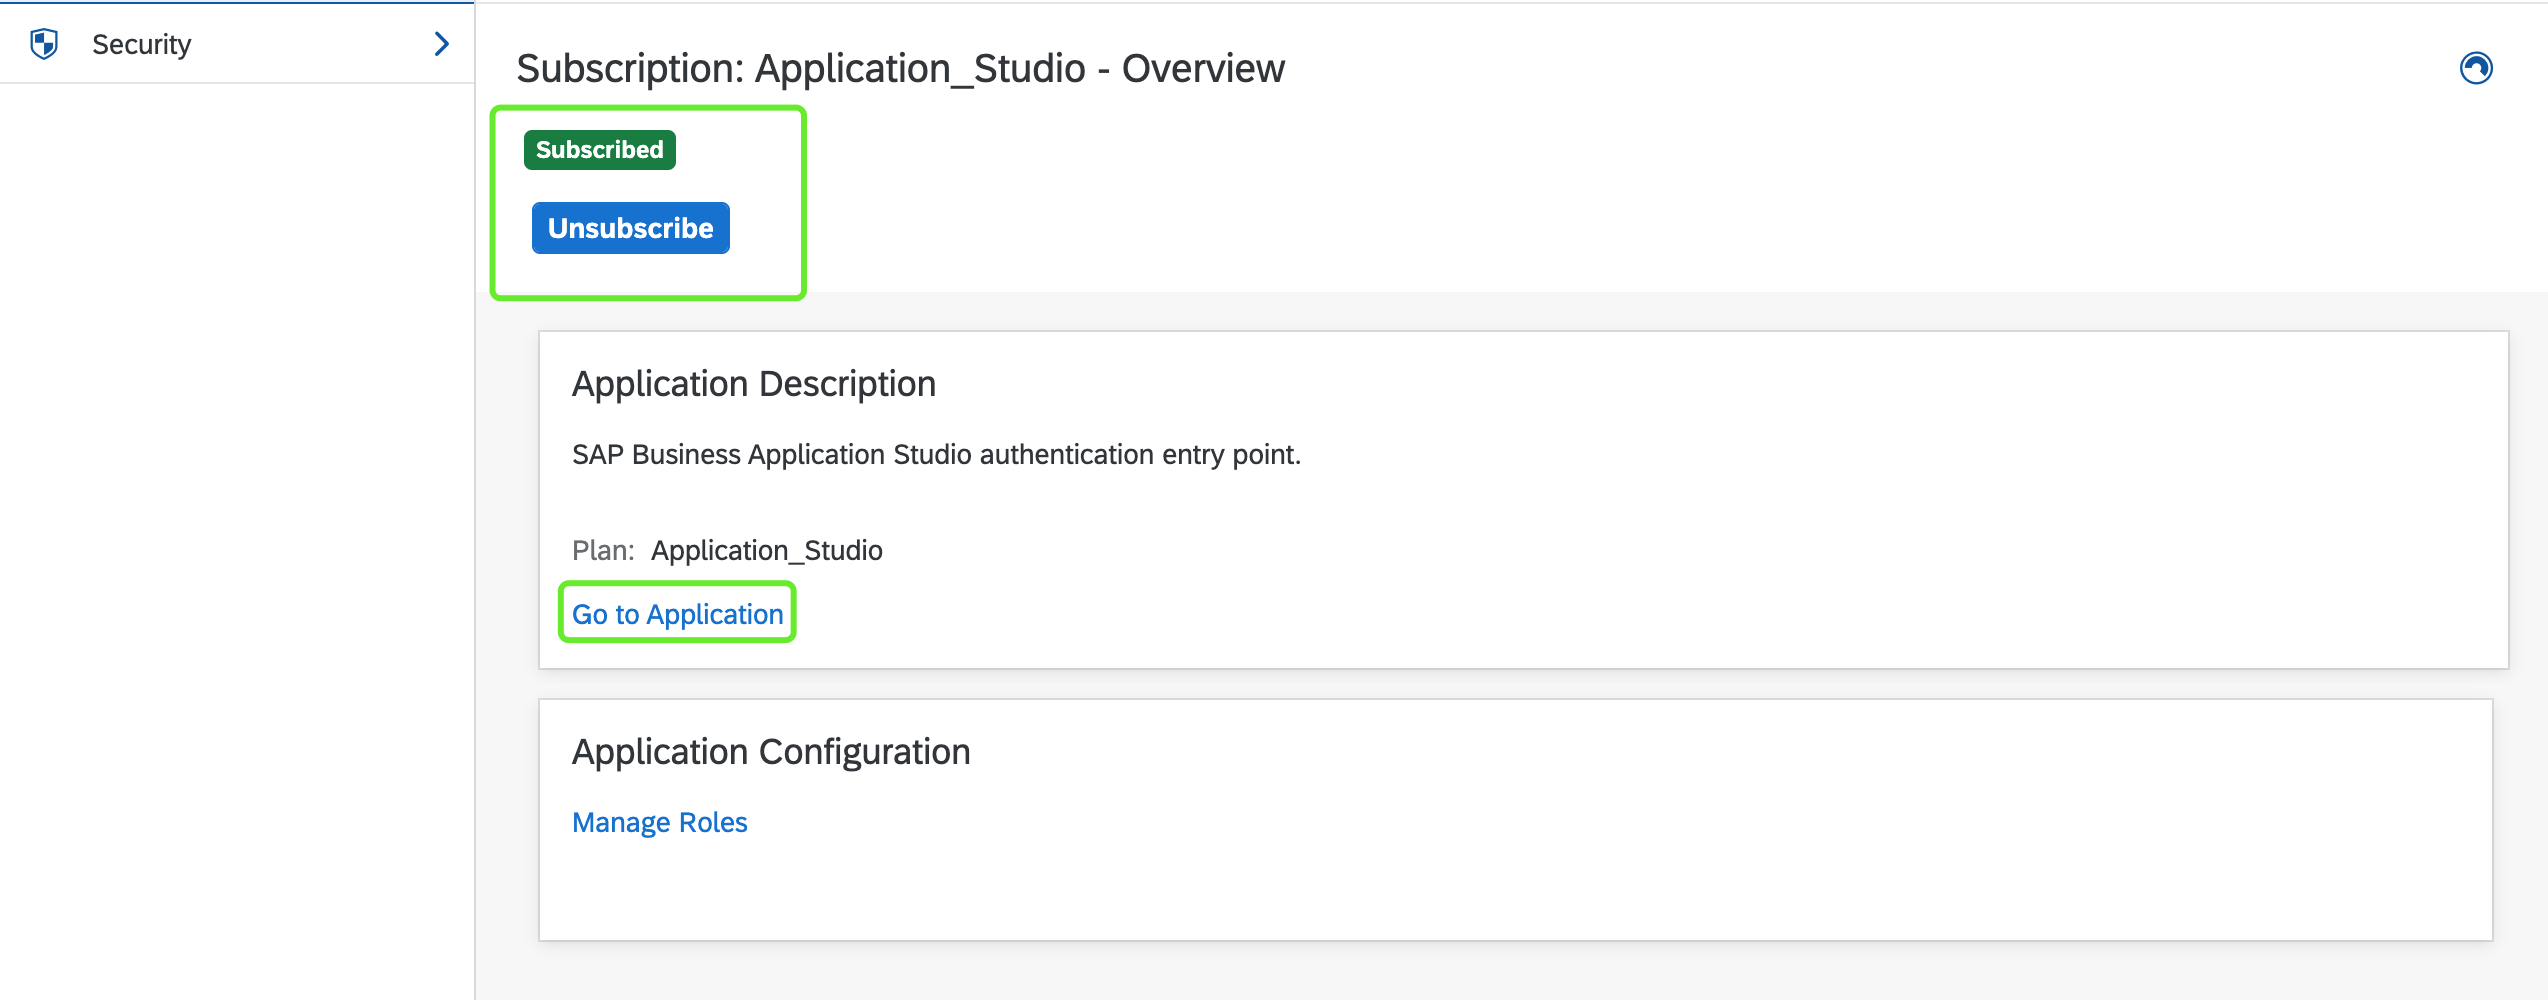 Security
Subscription: Application_Studio - Overview
Subscribed
Unsubscribe
Application Description
SAP Business Application Studio authentication entry point.
Plan: Application_Studio
Go to Application
Application Configuration
Manage Roles